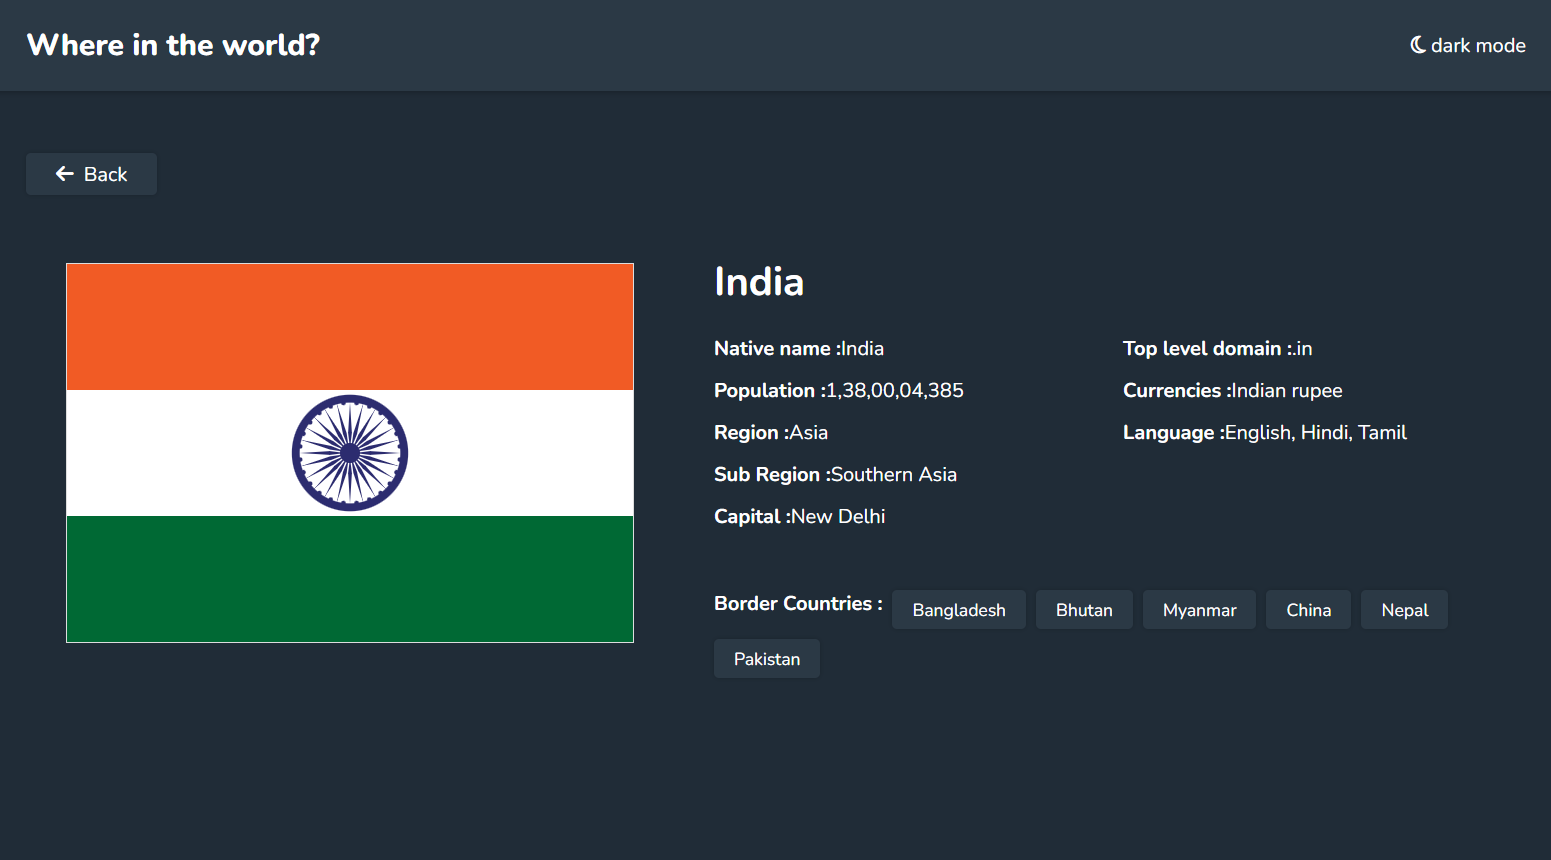 Where in the world?
dark mode
Back
India
Native name :India
Population :1,38,00,04,385
Region :Asia
Sub Region :Southern Asia
Capital :New Delhi
Top level domain :.in
Currencies :Indian rupee
Language :English, Hindi, Tamil
Border Countries : Bangladesh Bhutan Myanmar China Nepal
Pakistan